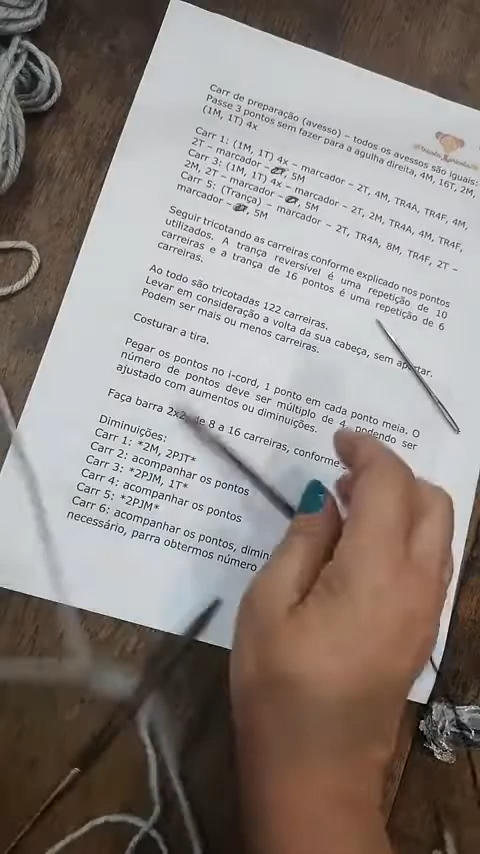 Carr de preparação (avesso) – todos os avessos são iguais:
Passe 3 pontos sem fazer para a agulha direita, 4M, 16T, 2M,
(1M, 1T) 4x
Carr 1: (1M, 1T) 4x – marcador – 2T, 4M, TR4A, TR4F, 4M,
2T – marcador – 2T, 5M
Carr 3: (1M, 1T) 4x – marcador – 2T, 2M, TR4A, 4M, TR4F,
2M, 2T – marcador – , 5M
Carr 5: (Trança) – marcador – 2T, TR4A, 8M, TR4F, 2T –
marcador – , 5M
Seguir tricotando as carreiras conforme explicado nos pontos
utilizados. A trança reversível é uma repetição de 10
carreiras e a trança de 16 pontos é uma repetição de 6
carreiras.
Ao todo são tricotadas 122 carreiras.
Levar em consideração a volta da sua cabeça, sem apertar.
Podem ser mais ou menos carreiras.
Costurar a tira.
Pegar os pontos no i-cord, 1 ponto em cada ponto meia. O
número de pontos deve ser múltiplo de 4, podendo ser
ajustado com aumentos ou diminuições.
Faça barra 2x2 de 8 a 16 carreiras, conforme
Diminuições:
Carr 1: *2M, 2PJT*
Carr 2: acompanhar os pontos
Carr 3: *2PJM, 1T*
Carr 4: acompanhar os pontos
Carr 5: *2PJM*
Carr 6: acompanhar os pontos, dimin
necessário, parra obtermos número